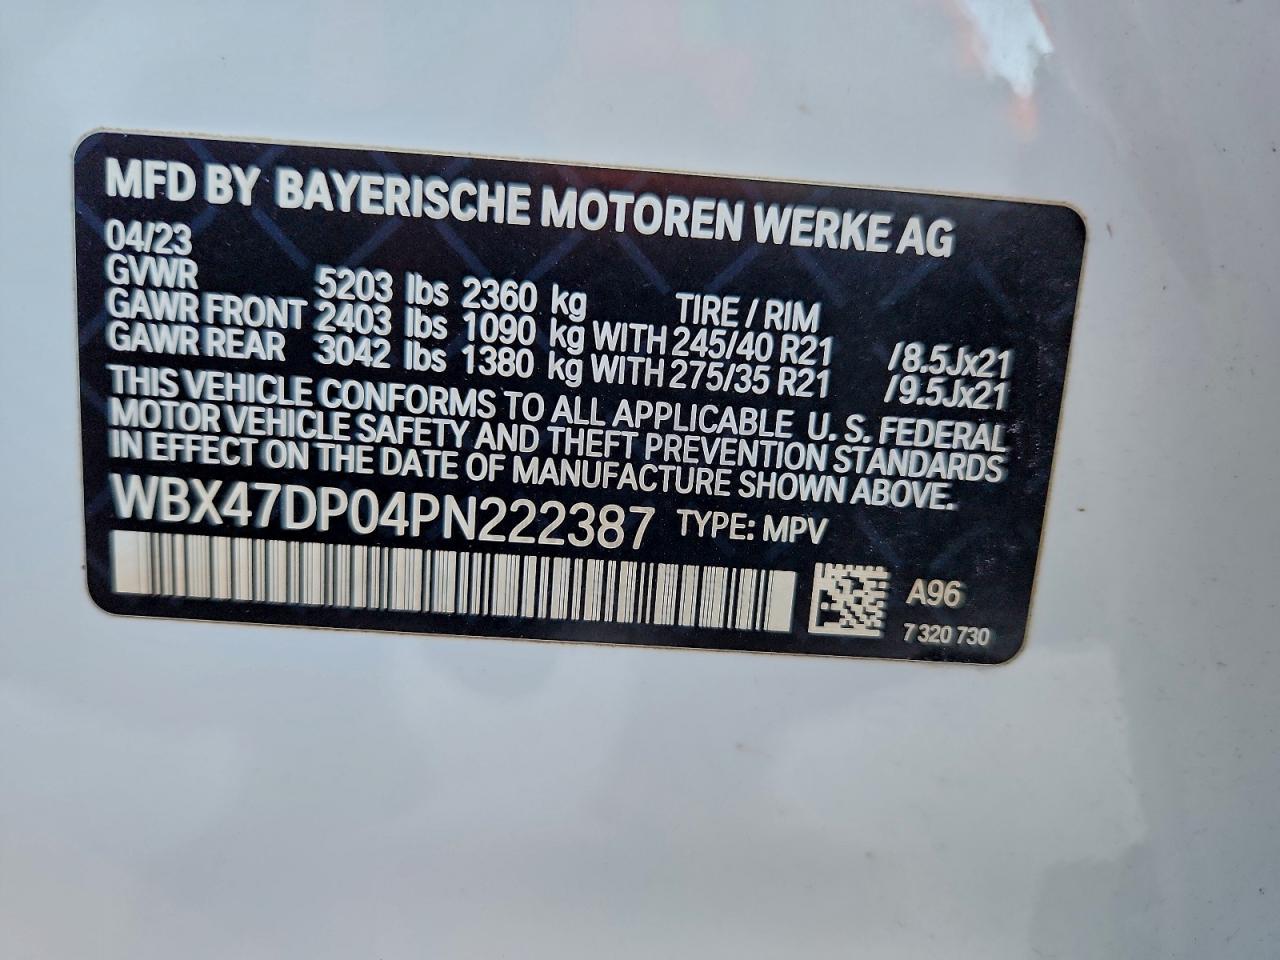 MFD BY BAYERISCHE MOTOREN WERKE AG
04/23
GVWR 5203 lbs 2360 kg TIRE / RIM
GAWR FRONT 2403 lbs 1090 kg WITH 245/40 R21 /8.5Jx21
GAWR REAR 3042 lbs 1380 kg WITH 275/35 R21 /9.5Jx21
THIS VEHICLE CONFORMS TO ALL APPLICABLE U. S. FEDERAL
MOTOR VEHICLE SAFETY AND THEFT PREVENTION STANDARDS
IN EFFECT ON THE DATE OF MANUFACTURE SHOWN ABOVE.
WBX47DP04PN222387 TYPE: MPV
A96
7 320 730